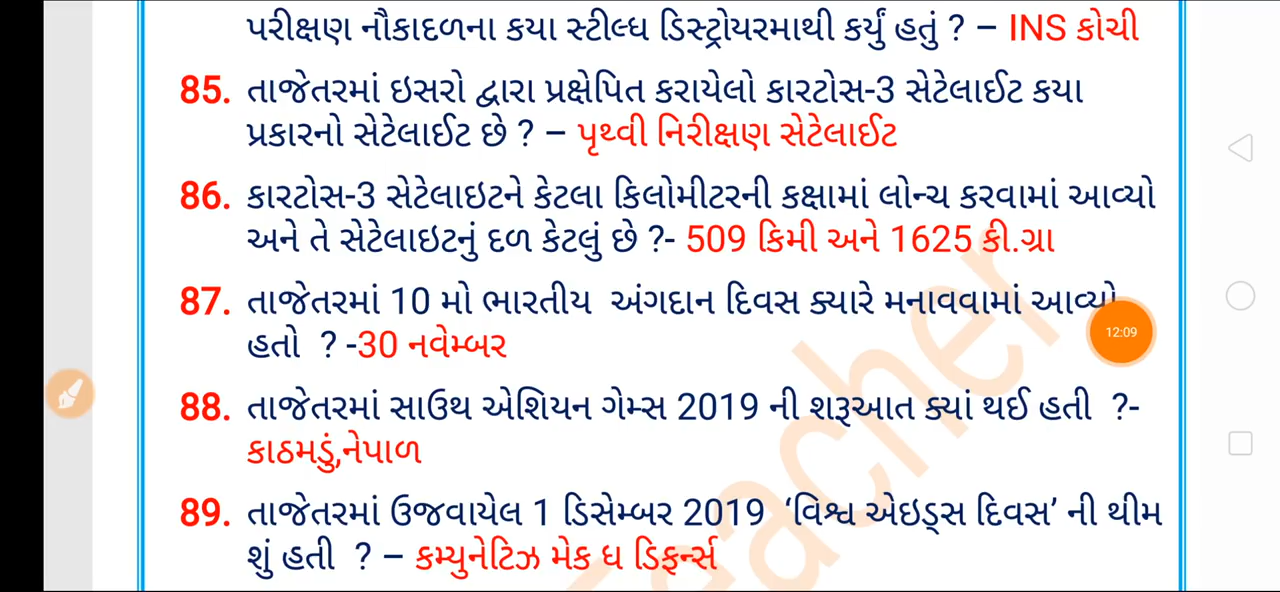 પરીક્ષણ નૌકાદળના કયા સ્ટીલ્ધ ડિસ્ટ્રોયરમાથી કર્યું હતું ? – INS કોચી
85. તાજેતરમાં ઇસરો દ્વારા પ્રક્ષેપિત કરાયેલો કારટોસ-3 સેટેલાઈટ કયા
પ્રકારનો સેટેલાઈટ છે ? – પૃથ્વી નિરીક્ષણ સેટેલાઈટ
86. કારટોસ-3 સેટેલાઇટને કેટલા કિલોમીટરની કક્ષામાં લોન્ચ કરવામાં આવ્યો
અને તે સેટેલાઇટનું દળ કેટલું છે ?- 509 કિમી અને 1625 કી.ગ્રા
87. તાજેતરમાં 10 મો ભારતીય અંગદાન દિવસ ક્યારે મનાવવામાં આવ્યો
હતો ? -30 નવેમ્બર
12:09
88. તાજેતરમાં સાઉથ એશિયન ગેમ્સ 2019 ની શરૂઆત ક્યાં થઈ હતી ?-
કાઠમડું,નેપાળ
89. તાજેતરમાં ઉજવાયેલ 1 ડિસેમ્બર 2019 ‘વિશ્વ એઇડ્સ દિવસ’ ની થીમ
શું હતી ? – કમ્યુનેટિઝ મેક ધ ડિફર્ન્સ
Teacher